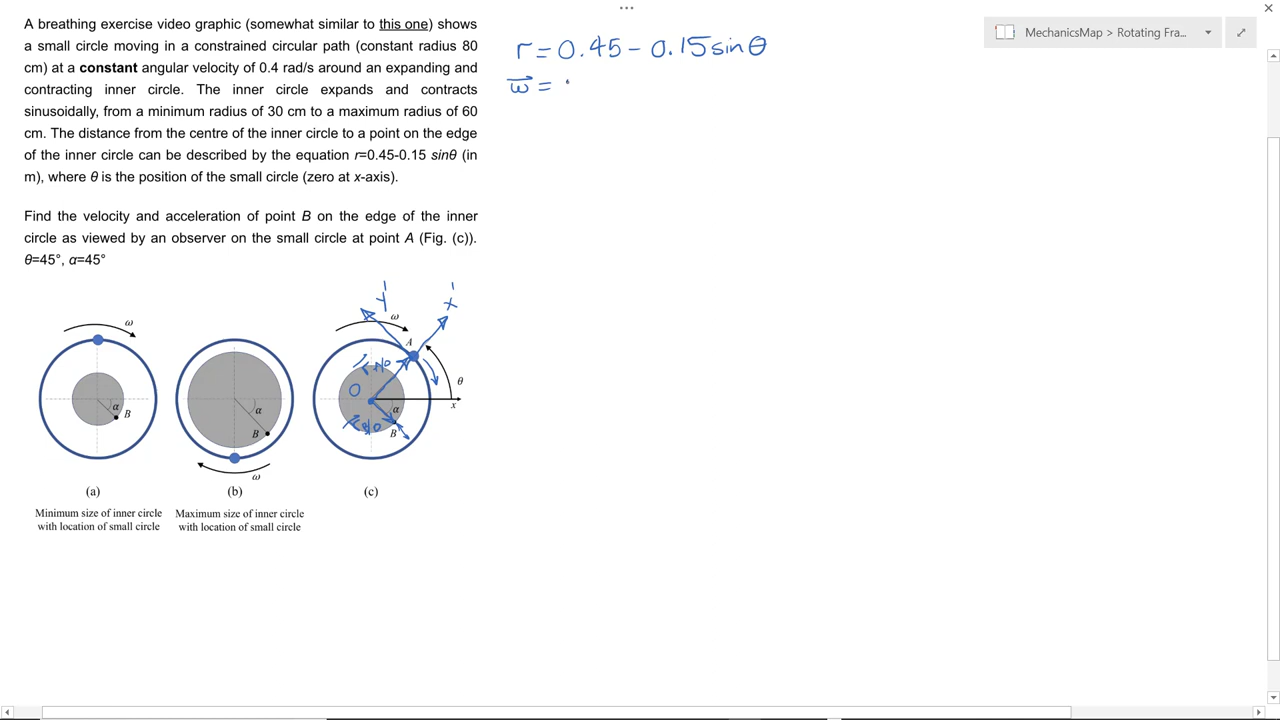 A breathing exercise video graphic (somewhat similar to this one) shows
a small circle moving in a constrained circular path (constant radius 80
cm) at a constant angular velocity of 0.4 rad/s around an expanding and
contracting inner circle. The inner circle expands and contracts
sinusoidally, from a minimum radius of 30 cm to a maximum radius of 60
cm. The distance from the centre of the inner circle to a point on the edge
of the inner circle can be described by the equation r=0.45-0.15 sinθ (in
m), where θ is the position of the small circle (zero at x-axis).
Find the velocity and acceleration of point B on the edge of the inner
circle as viewed by an observer on the small circle at point A (Fig. (c)).
θ=45°, α=45°
r = 0.45 - 0.15 sinθ
ω⃗ =
MechanicsMap > Rotating Fra...
ω
α
B
(a)
Minimum size of inner circle
with location of small circle
α
B
ω
(b)
Maximum size of inner circle
with location of small circle
y'
x'
ω
A
r⃗ A/O
θ
O
α
x
r⃗ B/O
B
(c)